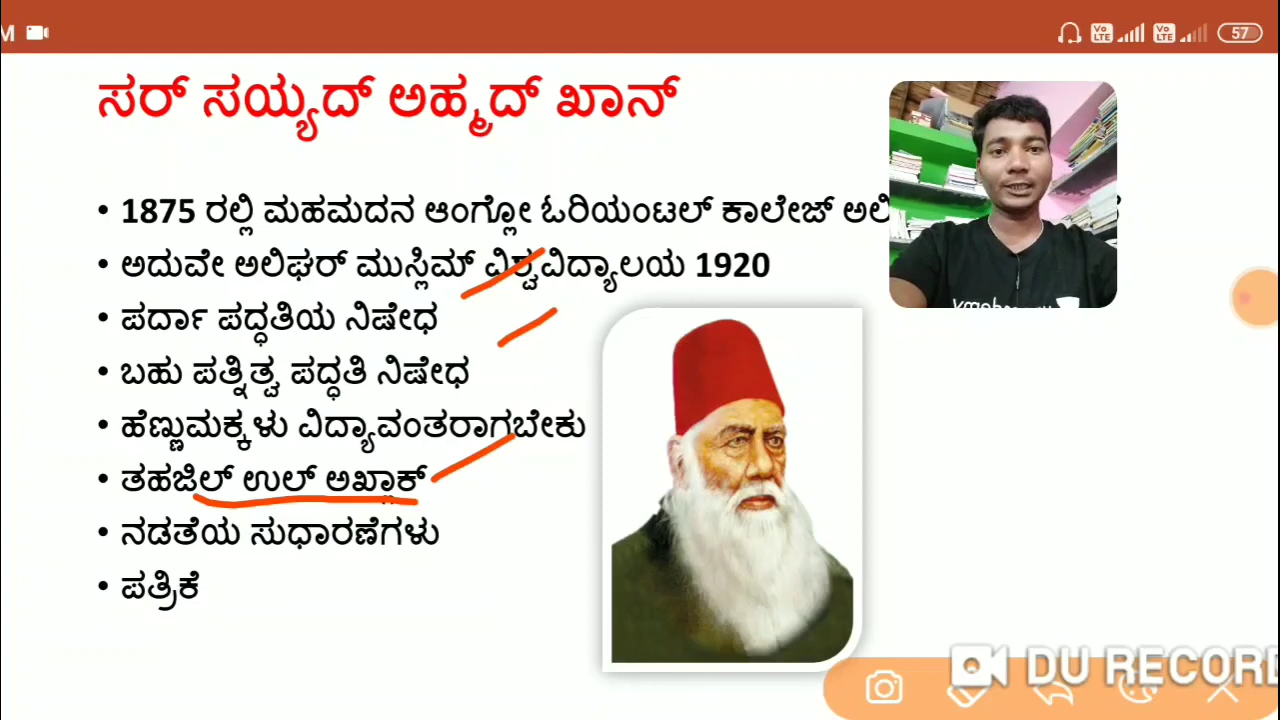 57
ಸರ್ ಸಯ್ಯದ್ ಅಹ್ಮದ್ ಖಾನ್
• 1875 ರಲ್ಲಿ ಮಹಮದನ ಆಂಗ್ಲೋ ಓರಿಯಂಟಲ್ ಕಾಲೇಜ್
• ಅದುವೇ ಅಲಿಘರ್ ಮುಸ್ಲಿಮ್ ವಿಶ್ವವಿದ್ಯಾಲಯ 1920
• ಪರ್ದಾ ಪದ್ಧತಿಯ ನಿಷೇಧ
• ಬಹು ಪತ್ನಿತ್ವ ಪದ್ಧತಿ ನಿಷೇಧ
• ಹೆಣ್ಣುಮಕ್ಕಳು ವಿದ್ಯಾವಂತರಾಗಬೇಕು
• ತಹಜಿಲ್ ಉಲ್ ಅಖ್ಲಾಕ್
• ನಡತೆಯ ಸುಧಾರಣೆಗಳು
• ಪತ್ರಿಕೆ
DU RECORD